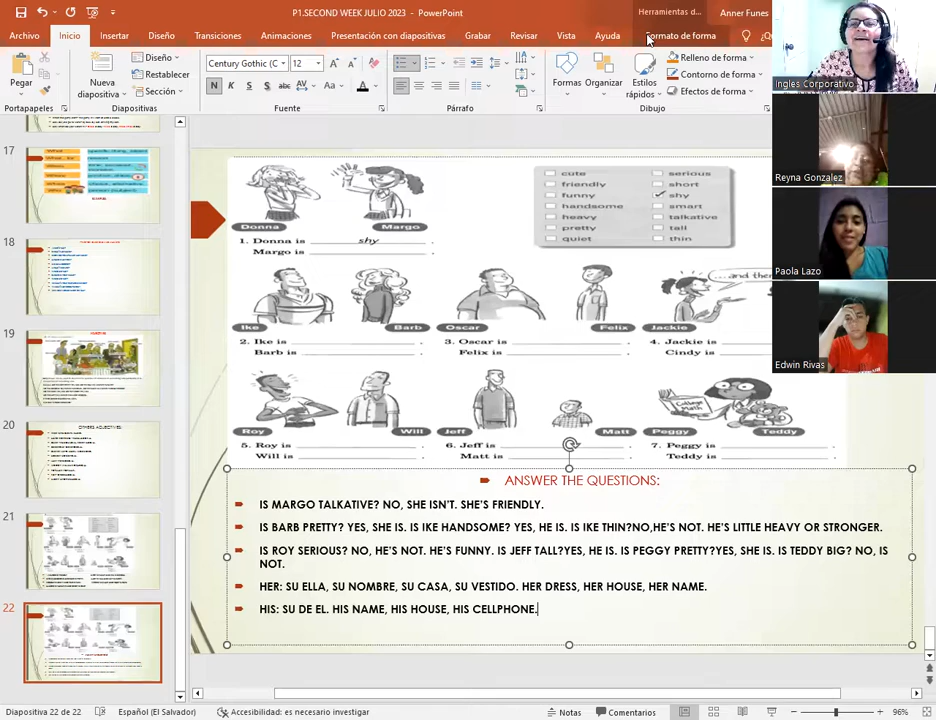 P1.SECOND WEEK JULIO 2023 - PowerPoint
Herramientas d...
Anner Funes
Archivo Inicio Insertar Diseño Transiciones Animaciones Presentación con diapositivas Grabar Revisar Vista Ayuda Formato de forma
Pegar
Portapapeles
Nueva diapositiva
Diseño
Restablecer
Sección
Diapositivas
Century Gothic (C 12
N K S S abc AV Aa A
Fuente
Párrafo
Formas Organizar Estilos rápidos
Relleno de forma
Contorno de forma
Efectos de forma
Dibujo
Ingles Corporativo
Reyna Gonzalez
Paola Lazo
Edwin Rivas
17
18
19
20
21
22
cute serious
friendly short
funny shy
handsome smart
heavy talkative
pretty tall
quiet thin
Donna Margo
1. Donna is shy .
Margo is .
...and the
Ike Barb Oscar Felix Jackie
2. Ike is . 3. Oscar is . 4. Jackie is
Barb is . Felix is . Cindy is
College Math
Roy Will Jeff Matt Peggy Teddy
5. Roy is . 6. Jeff is . 7. Peggy is .
Will is . Matt is . Teddy is .
ANSWER THE QUESTIONS:
IS MARGO TALKATIVE? NO, SHE ISN'T. SHE'S FRIENDLY.
IS BARB PRETTY? YES, SHE IS. IS IKE HANDSOME? YES, HE IS. IS IKE THIN?NO,HE'S NOT. HE'S LITTLE HEAVY OR STRONGER.
IS ROY SERIOUS? NO, HE'S NOT. HE'S FUNNY. IS JEFF TALL?YES, HE IS. IS PEGGY PRETTY?YES, SHE IS. IS TEDDY BIG? NO, IS
NOT.
HER: SU ELLA, SU NOMBRE, SU CASA, SU VESTIDO. HER DRESS, HER HOUSE, HER NAME.
HIS: SU DE EL. HIS NAME, HIS HOUSE, HIS CELLPHONE.
Diapositiva 22 de 22 Español (El Salvador) Accesibilidad: es necesario investigar Notas Comentarios 96%